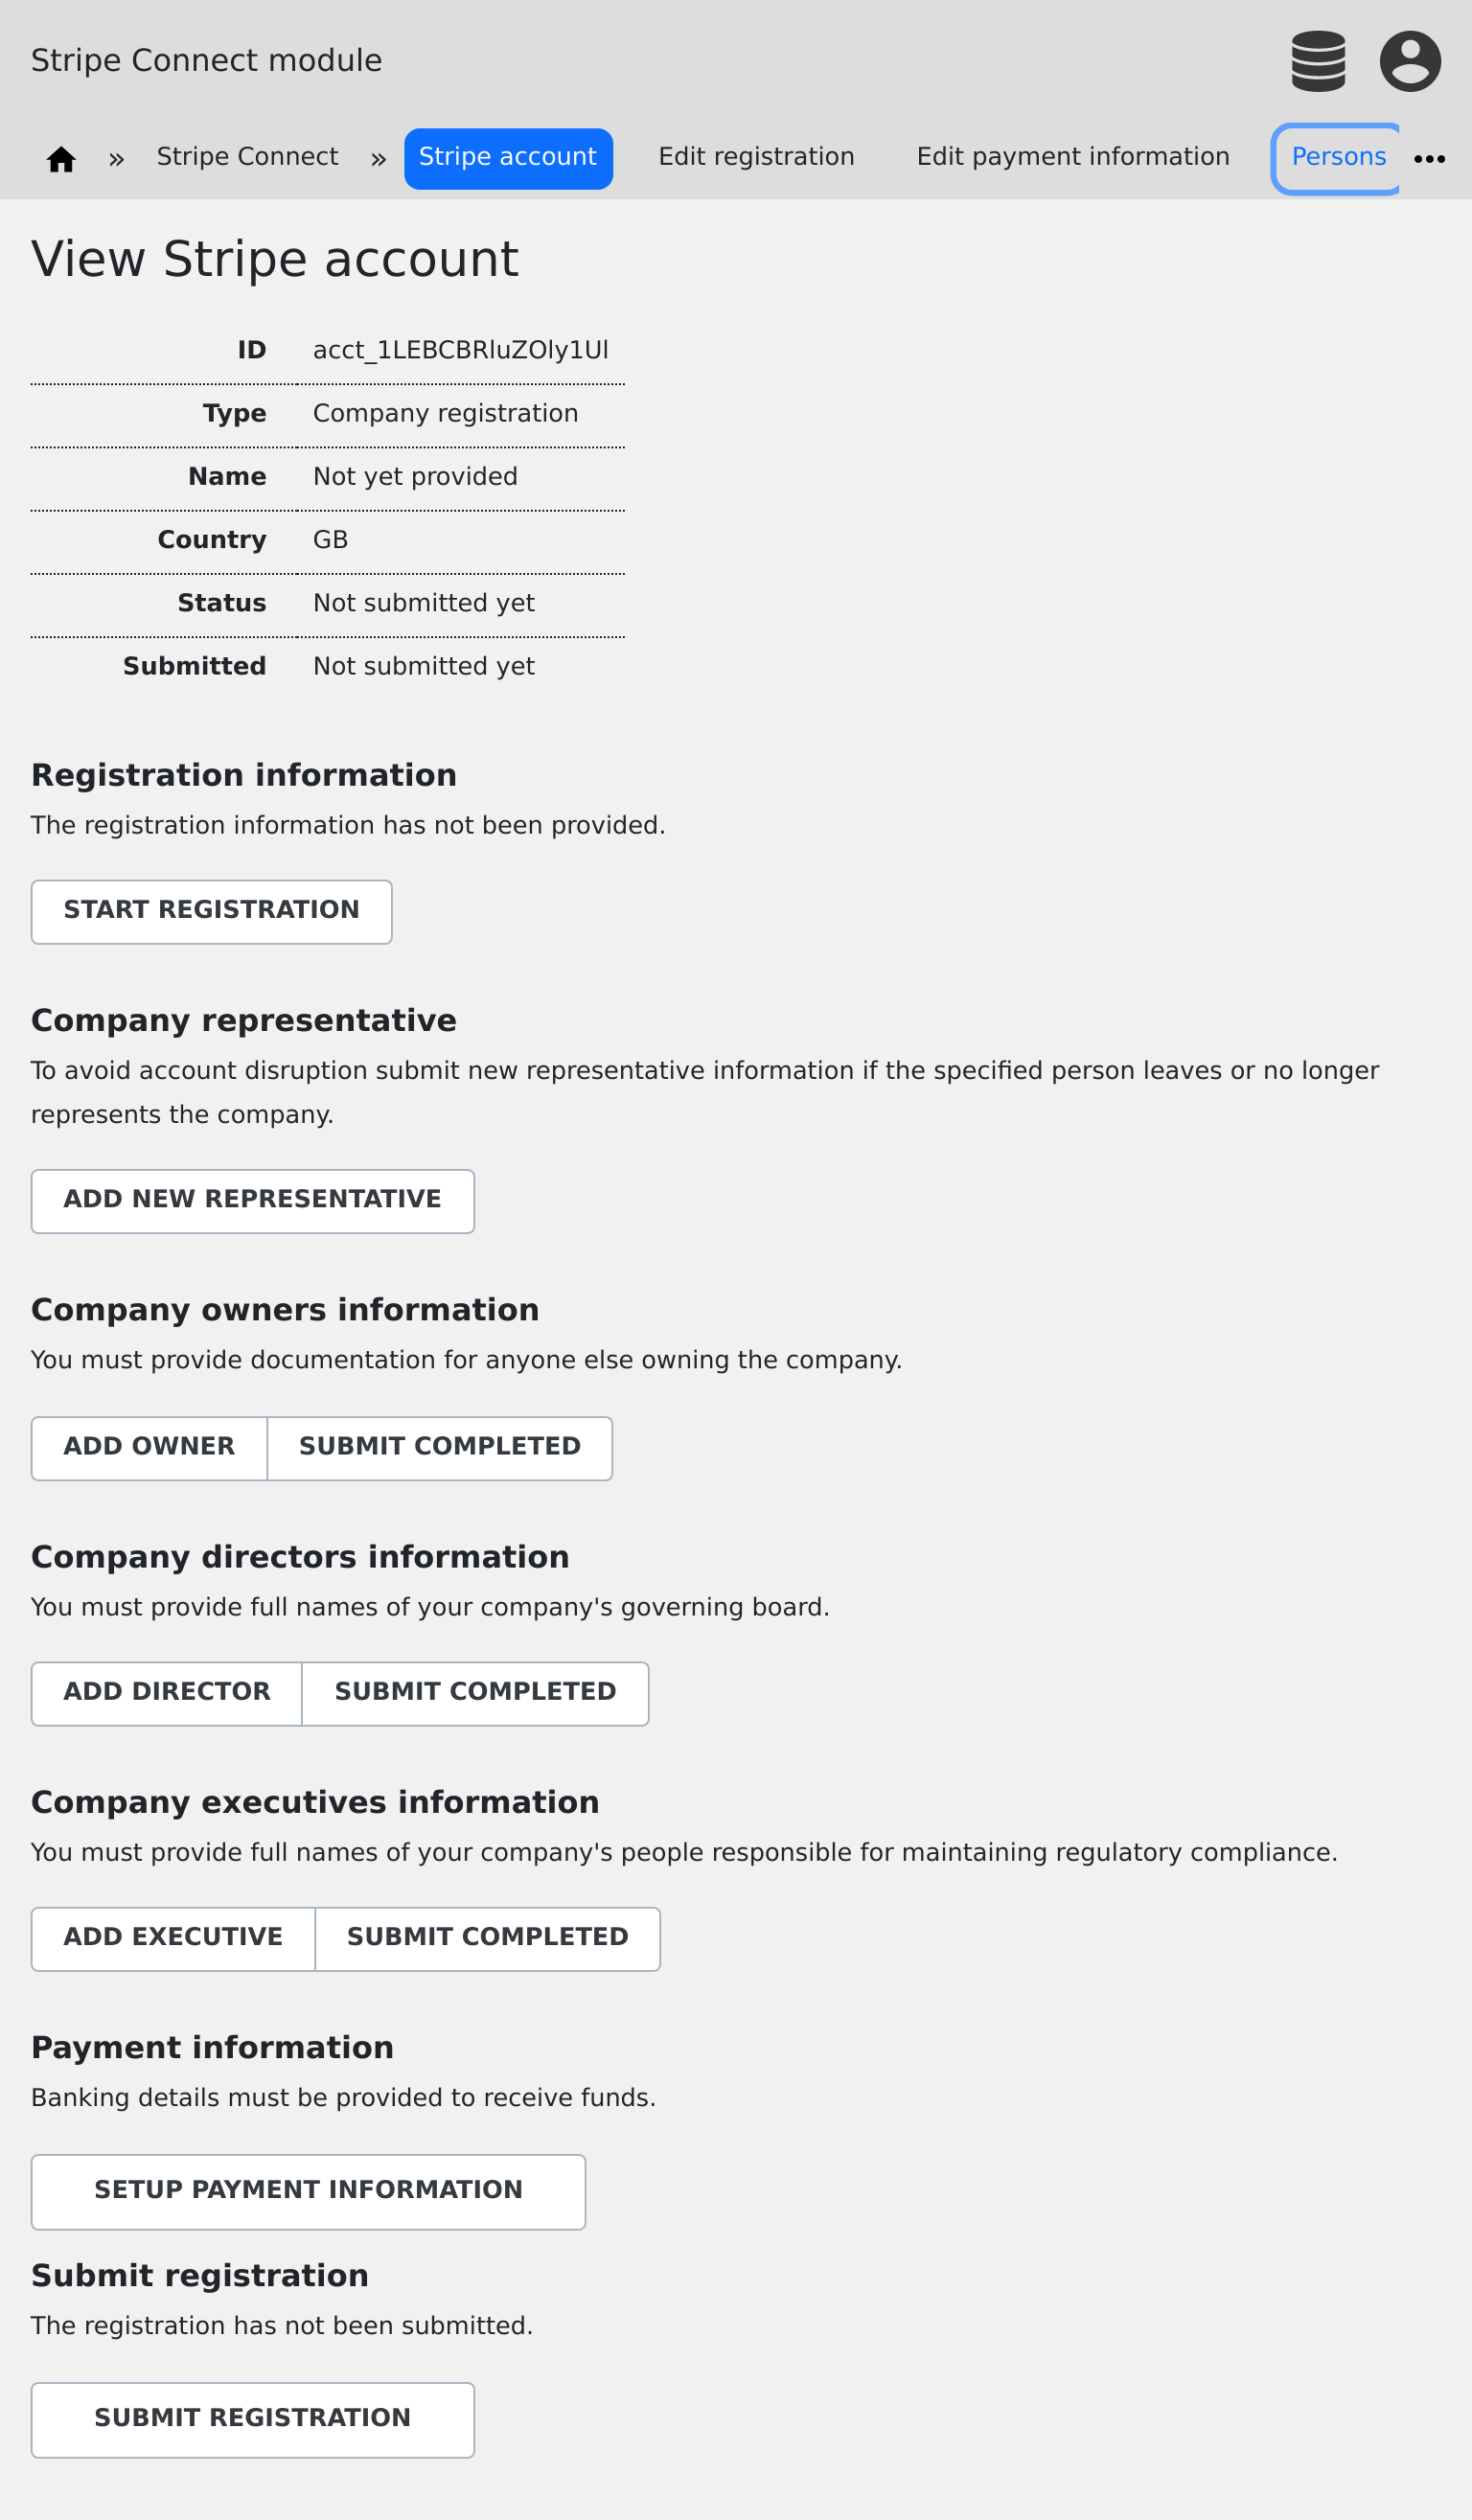 Stripe Connect module
» Stripe Connect » Stripe account Edit registration Edit payment information Persons •••
View Stripe account
ID acct_1LEBCBRluZOly1Ul
Type Company registration
Name Not yet provided
Country GB
Status Not submitted yet
Submitted Not submitted yet
Registration information
The registration information has not been provided.
START REGISTRATION
Company representative
To avoid account disruption submit new representative information if the specified person leaves or no longer
represents the company.
ADD NEW REPRESENTATIVE
Company owners information
You must provide documentation for anyone else owning the company.
ADD OWNER SUBMIT COMPLETED
Company directors information
You must provide full names of your company's governing board.
ADD DIRECTOR SUBMIT COMPLETED
Company executives information
You must provide full names of your company's people responsible for maintaining regulatory compliance.
ADD EXECUTIVE SUBMIT COMPLETED
Payment information
Banking details must be provided to receive funds.
SETUP PAYMENT INFORMATION
Submit registration
The registration has not been submitted.
SUBMIT REGISTRATION